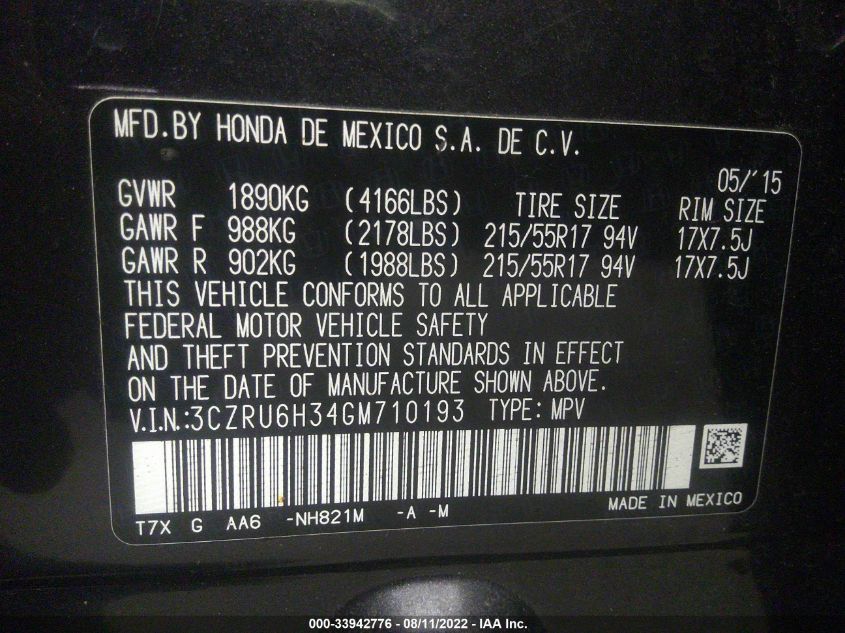 MFD.BY HONDA DE MEXICO S.A. DE C.V.
05/'15
GVWR 1890KG (4166LBS) TIRE SIZE RIM SIZE
GAWR F 988KG (2178LBS) 215/55R17 94V 17X7.5J
GAWR R 902KG (1988LBS) 215/55R17 94V 17X7.5J
THIS VEHICLE CONFORMS TO ALL APPLICABLE
FEDERAL MOTOR VEHICLE SAFETY
AND THEFT PREVENTION STANDARDS IN EFFECT
ON THE DATE OF MANUFACTURE SHOWN ABOVE.
V.I.N.:3CZRU6H34GM710193 TYPE: MPV
T7X G AA6 -NH821M -A -M MADE IN MEXICO
000-33942776 - 08/11/2022 - IAA Inc.